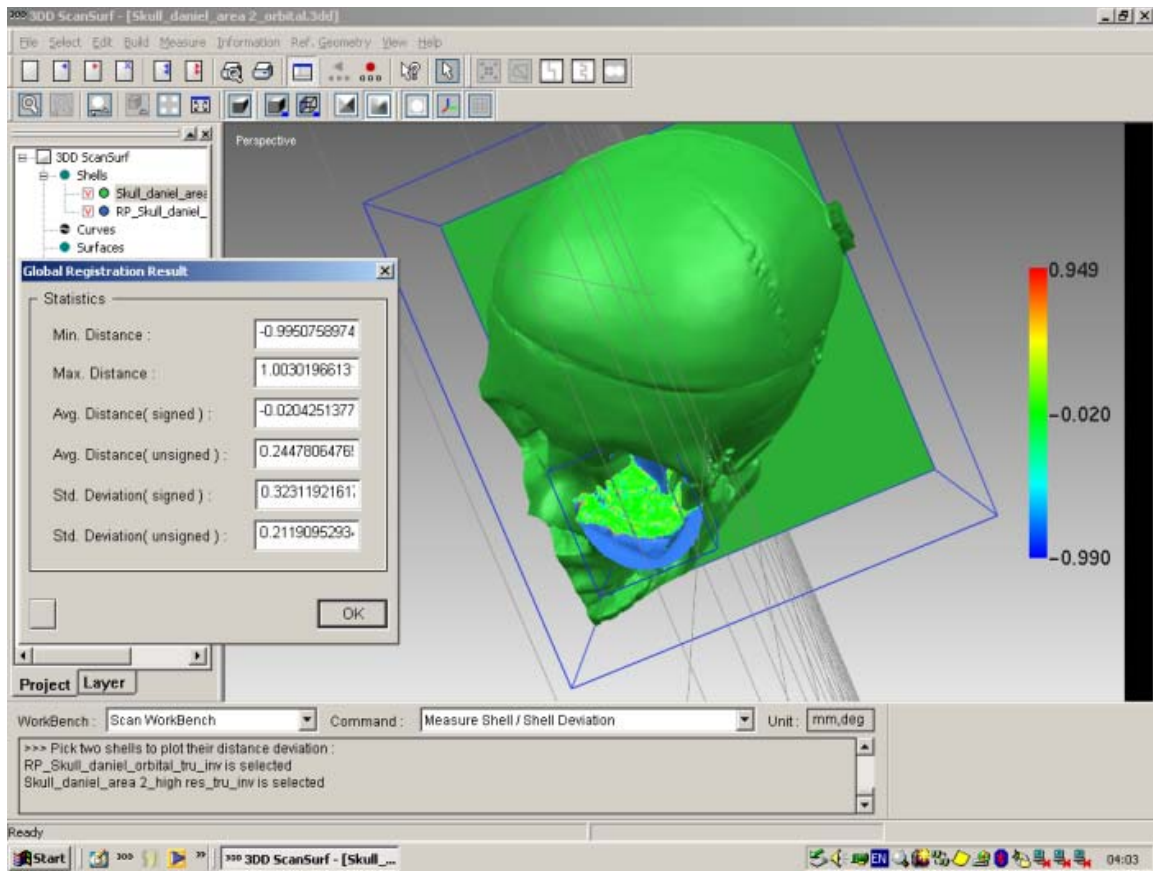 3DD ScanSurf - [Skull_daniel_area 2_orbital.3dd]
File Select Edit Build Measure Information Ref. Geometry View Help
Perspective
3DD ScanSurf
Shells
Skull_daniel_area
RP_Skull_daniel_
Curves
Surfaces
Global Registration Result
Statistics
Min. Distance : -0.9950758974
Max. Distance : 1.0030196613
Avg. Distance( signed ) : -0.0204251377
Avg. Distance( unsigned ) : 0.2447806476
Std. Deviation( signed ) : 0.323119216
Std. Deviation( unsigned ) : 0.2119095293
OK
0.949
-0.020
-0.990
Project Layer
WorkBench : Scan WorkBench Command : Measure Shell / Shell Deviation Unit : mm,deg
>>> Pick two shells to plot their distance deviation :
RP_Skull_daniel_orbital_tru_inv is selected
Skull_daniel_area 2_high res_tru_inv is selected
Ready
Start 3DD » 3DD 3DD ScanSurf - [Skull_... EN 04:03